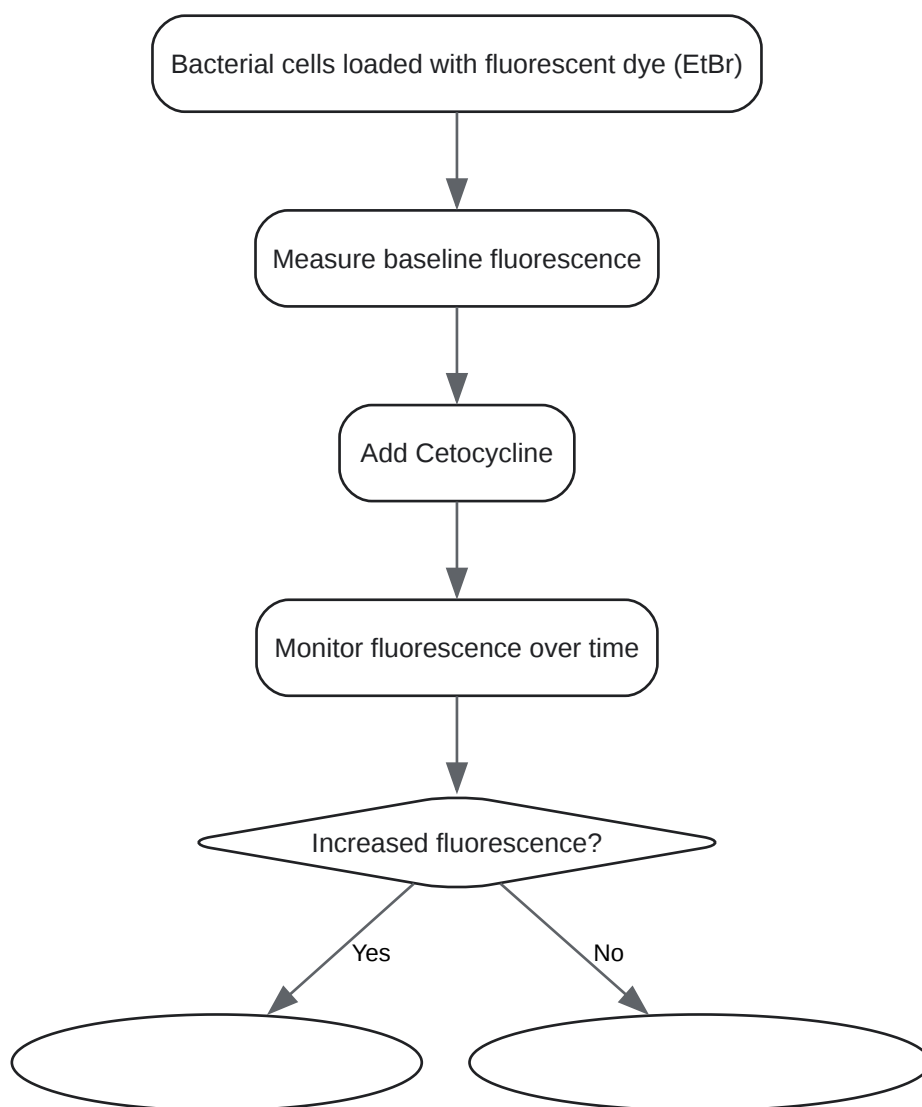 Bacterial cells loaded with fluorescent dye (EtBr)
Measure baseline fluorescence
Add Cetocycline
Monitor fluorescence over time
Increased fluorescence?
Yes
No